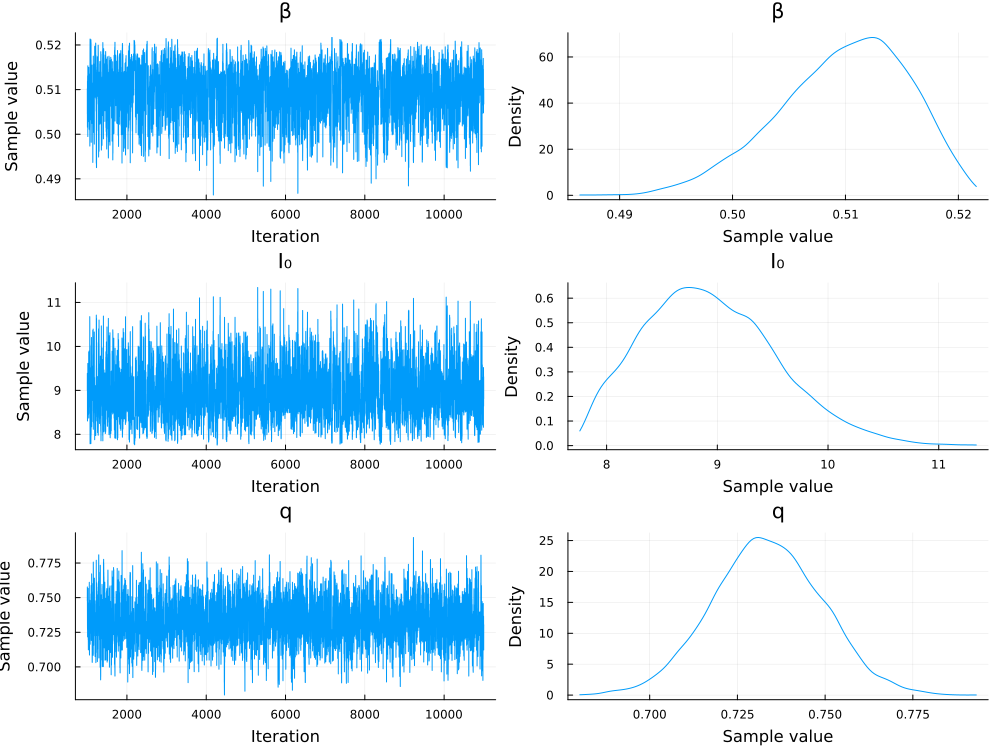 β
Sample value
0.52
0.51
0.50
0.49
2000 4000 6000 8000 10000
Iteration
β
Density
60
40
20
0
0.49 0.50 0.51 0.52
Sample value
I₀
Sample value
11
10
9
8
2000 4000 6000 8000 10000
Iteration
I₀
Density
0.6
0.5
0.4
0.3
0.2
0.1
0.0
8 9 10 11
Sample value
q
Sample value
0.775
0.750
0.725
0.700
2000 4000 6000 8000 10000
Iteration
q
Density
25
20
15
10
5
0
0.700 0.725 0.750 0.775
Sample value